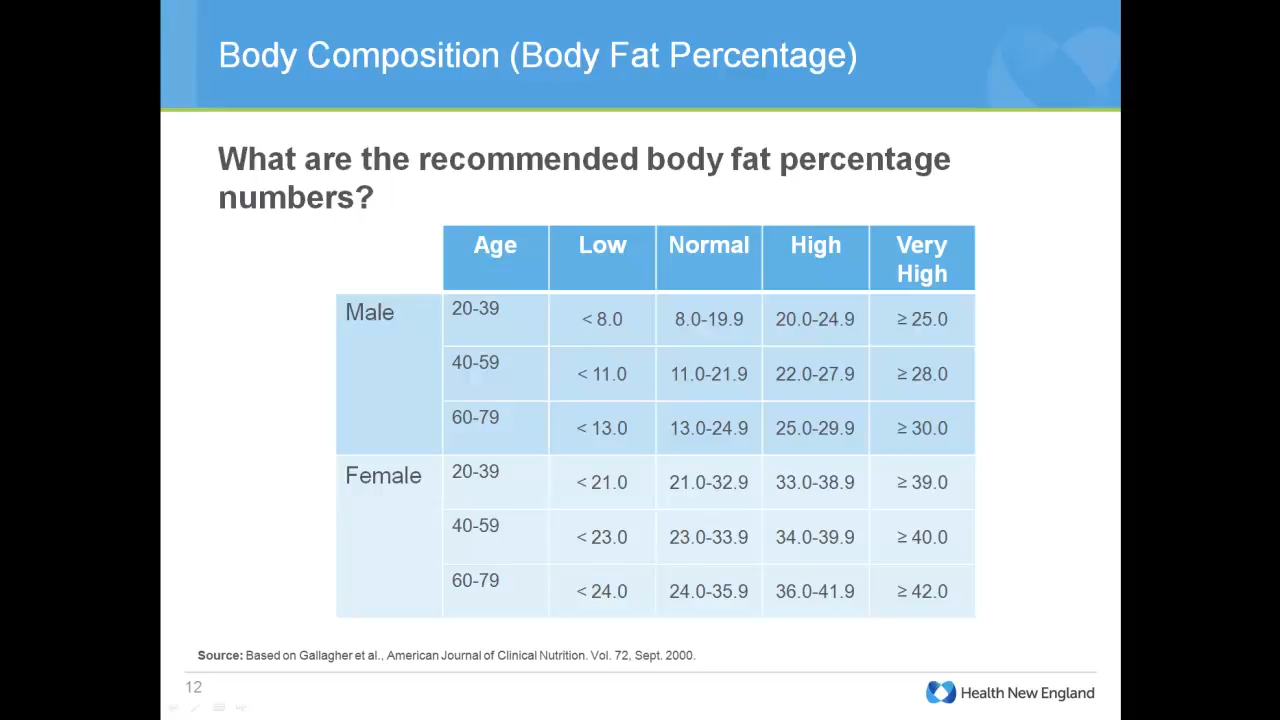 Body Composition (Body Fat Percentage)
What are the recommended body fat percentage
numbers?
Age Low Normal High Very High
Male 20-39 < 8.0 8.0-19.9 20.0-24.9 ≥ 25.0
40-59 < 11.0 11.0-21.9 22.0-27.9 ≥ 28.0
60-79 < 13.0 13.0-24.9 25.0-29.9 ≥ 30.0
Female 20-39 < 21.0 21.0-32.9 33.0-38.9 ≥ 39.0
40-59 < 23.0 23.0-33.9 34.0-39.9 ≥ 40.0
60-79 < 24.0 24.0-35.9 36.0-41.9 ≥ 42.0
Source: Based on Gallagher et al., American Journal of Clinical Nutrition. Vol. 72, Sept. 2000.
12
Health New England